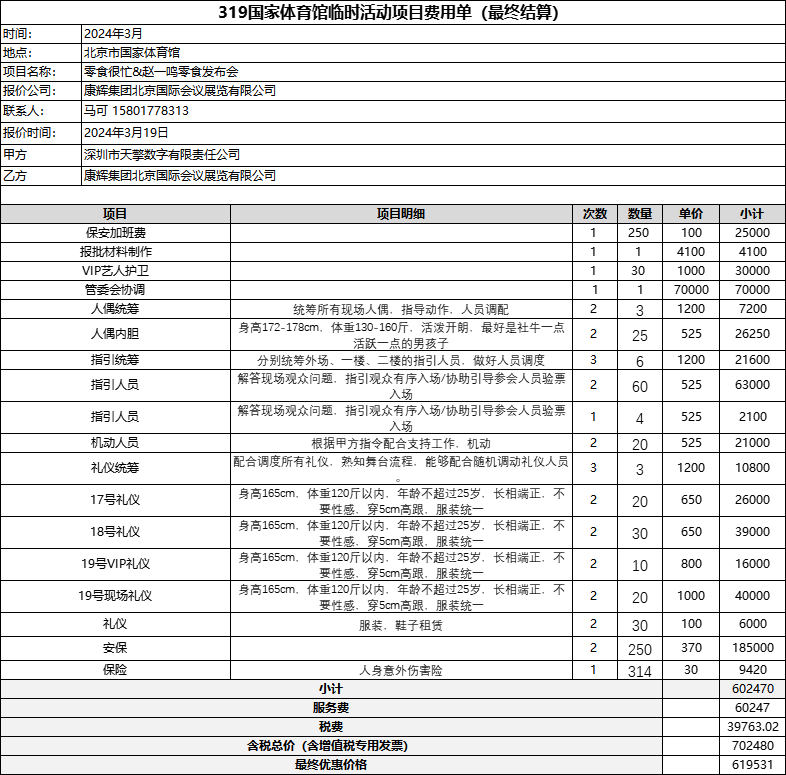 319国家体育馆临时活动项目费用单（最终结算）
时间： 2024年3月
地点： 北京市国家体育馆
项目名称： 零食很忙&赵一鸣零食发布会
报价公司： 康辉集团北京国际会议展览有限公司
联系人： 马可 15801778313
报价时间： 2024年3月19日
甲方 深圳市天擎数字有限责任公司
乙方 康辉集团北京国际会议展览有限公司
项目 项目明细 次数 数量 单价 小计
保安加班费 1 250 100 25000
报批材料制作 1 1 4100 4100
VIP艺人护卫 1 30 1000 30000
管委会协调 1 1 70000 70000
人偶统筹 统筹所有现场人偶，指导动作，人员调配 2 3 1200 7200
人偶内胆 身高172-178cm，体重130-160斤，活泼开朗，最好是社牛一点 2 25 525 26250
活跃一点的男孩子
指引统筹 分别统筹外场、一楼、二楼的指引人员，做好人员调度 3 6 1200 21600
指引人员 解答现场观众问题，指引观众有序入场/协助引导参会人员验票 2 60 525 63000
入场
指引人员 解答现场观众问题，指引观众有序入场/协助引导参会人员验票 1 4 525 2100
入场
机动人员 根据甲方指令配合支持工作，机动 2 20 525 21000
礼仪统筹 配合调度所有礼仪，熟知舞台流程，能够配合随机调动礼仪人员 3 3 1200 10800
。
17号礼仪 身高165cm，体重120斤以内，年龄不超过25岁，长相端正，不 2 20 650 26000
要性感，穿5cm高跟，服装统一
18号礼仪 身高165cm，体重120斤以内，年龄不超过25岁，长相端正，不 2 30 650 39000
要性感，穿5cm高跟，服装统一
19号VIP礼仪 身高165cm，体重120斤以内，年龄不超过25岁，长相端正，不 2 10 800 16000
要性感，穿5cm高跟，服装统一
19号现场礼仪 身高165cm，体重120斤以内，年龄不超过25岁，长相端正，不 2 20 1000 40000
要性感，穿5cm高跟，服装统一
礼仪 服装，鞋子租赁 2 30 100 6000
安保 2 250 370 185000
保险 人身意外伤害险 1 314 30 9420
小计 602470
服务费 60247
税费 39763.02
含税总价（含增值税专用发票） 702480
最终优惠价格 619531